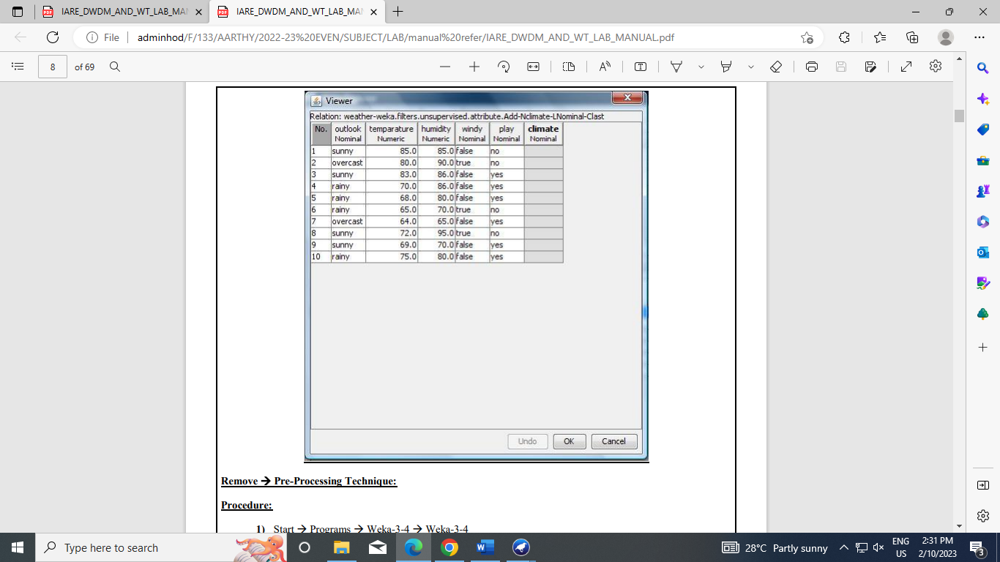 IARE_DWDM_AND_WT_LAB_MAN
IARE_DWDM_AND_WT_LAB_MA
File
adminhod/F/133/AARTHY/2022-23%20EVEN/SUBJECT/LAB/manual%20refer/IARE_DWDM_AND_WT_LAB_MANUAL.pdf
8 of 69
Viewer
Relation: weather-weka.filters.unsupervised.attribute.Add-Nclimate-LNominal-Clast
No. outlook temparature humidity windy play climate
Nominal Numeric Numeric Nominal Nominal Nominal
1 sunny 85.0 85.0 false no
2 overcast 80.0 90.0 true no
3 sunny 83.0 86.0 false yes
4 rainy 70.0 86.0 false yes
5 rainy 68.0 80.0 false yes
6 rainy 65.0 70.0 true no
7 overcast 64.0 65.0 false yes
8 sunny 72.0 95.0 true no
9 sunny 69.0 70.0 false yes
10 rainy 75.0 80.0 false yes
Undo OK Cancel
Remove → Pre-Processing Technique:
Procedure:
1) Start → Programs → Weka-3-4 → Weka-3-4
Type here to search
28°C Partly sunny
ENG
US
2:31 PM
2/10/2023
3